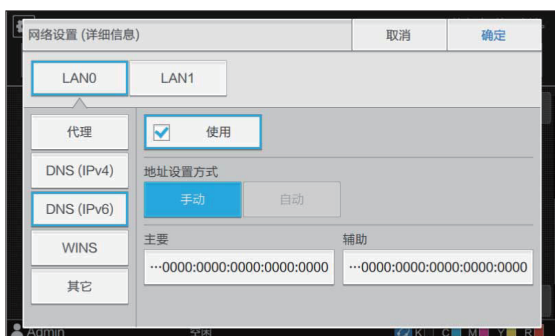 网络设置 (详细信息)
取消
确定
LAN0
LAN1
代理
使用
DNS (IPv4)
地址设置方式
手动
自动
DNS (IPv6)
WINS
主要
辅助
···0000:0000:0000:0000:0000
···0000:0000:0000:0000:0000
其它
Admin
空闲
K C M Y R